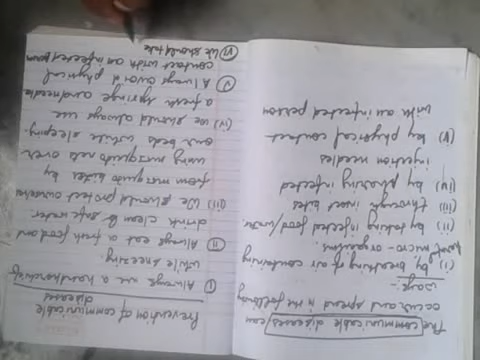 The communicable diseases can
occur and spread in the following
ways:-
(i) by breathing of air containing
micro-organism.
(ii) by taking infected food/water.
(iii) through insect bites
(iv) by sharing infected
injection needles
(v) by physical contact
with an infected person
Prevention of communicable
diseases
(i) Always use a handkerchief
while sneezing.
(ii) Always eat a fresh food and
drink clean & safe water.
(iii) We should protect ourselves
from mosquito bites by
using mosquito nets over
our beds while sleeping.
(iv) We should always use
a fresh syringe and needle
(v) Always avoid physical
contact with an infected person
(vi) We should take